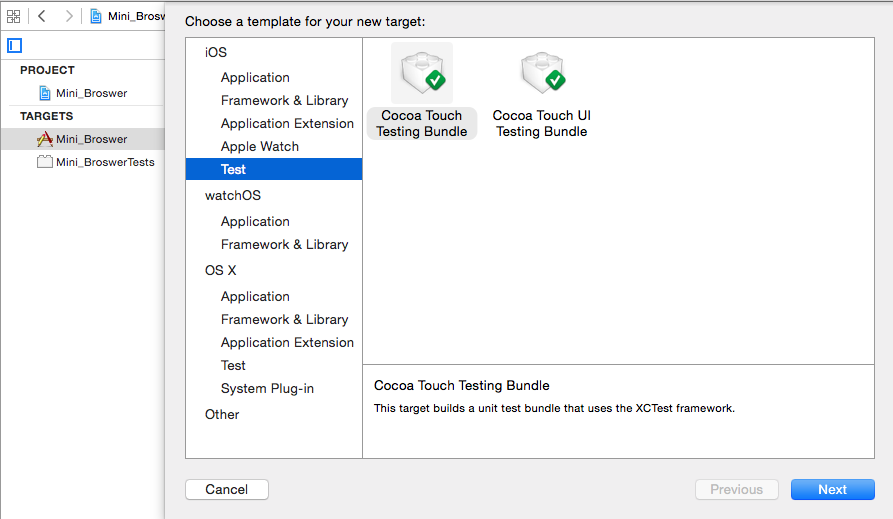 Mini_Brosw
PROJECT
Mini_Broswer
TARGETS
Mini_Broswer
Mini_BroswerTests
Choose a template for your new target:
iOS
Application
Framework & Library
Application Extension
Apple Watch
Test
watchOS
Application
Framework & Library
OS X
Application
Framework & Library
Application Extension
Test
System Plug-in
Other
Cocoa Touch
Testing Bundle
Cocoa Touch UI
Testing Bundle
Cocoa Touch Testing Bundle
This target builds a unit test bundle that uses the XCTest framework.
Cancel
Previous
Next